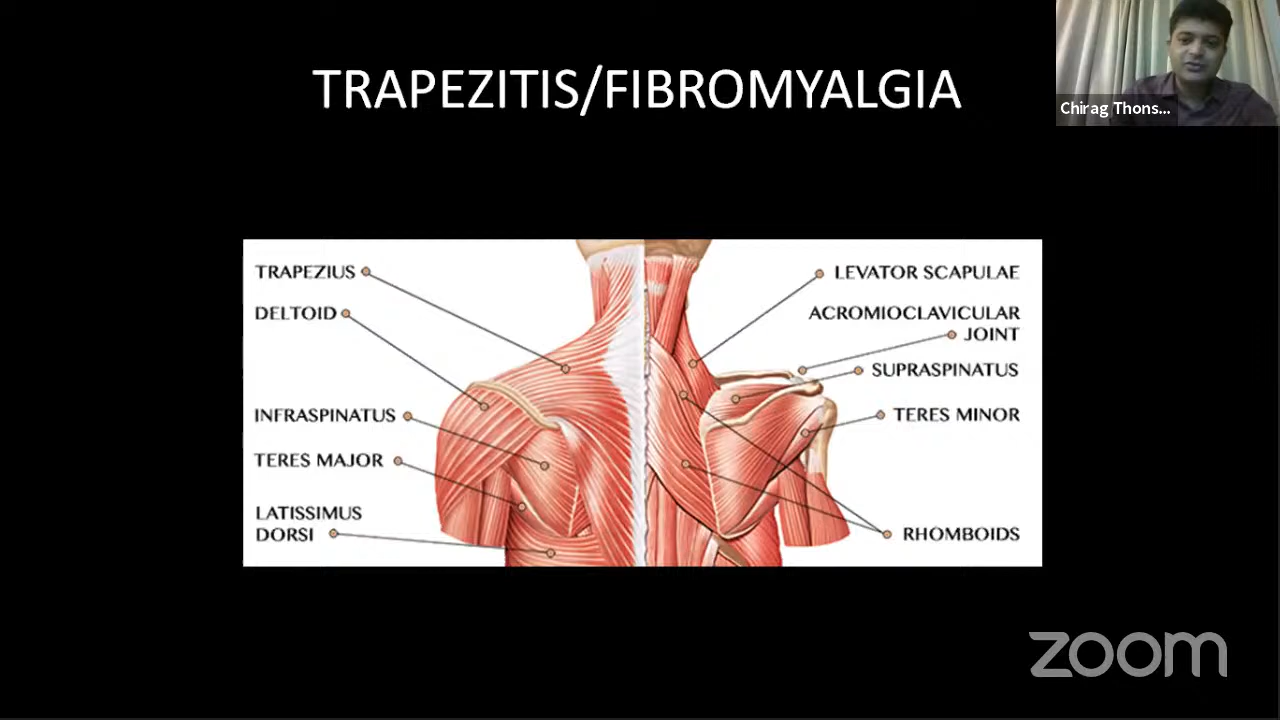 TRAPEZITIS/FIBROMYALGIA
Chirag Thons...
TRAPEZIUS
DELTOID
INFRASPINATUS
TERES MAJOR
LATISSIMUS
DORSI
LEVATOR SCAPULAE
ACROMIOCLAVICULAR
JOINT
SUPRASPINATUS
TERES MINOR
RHOMBOIDS
zoom